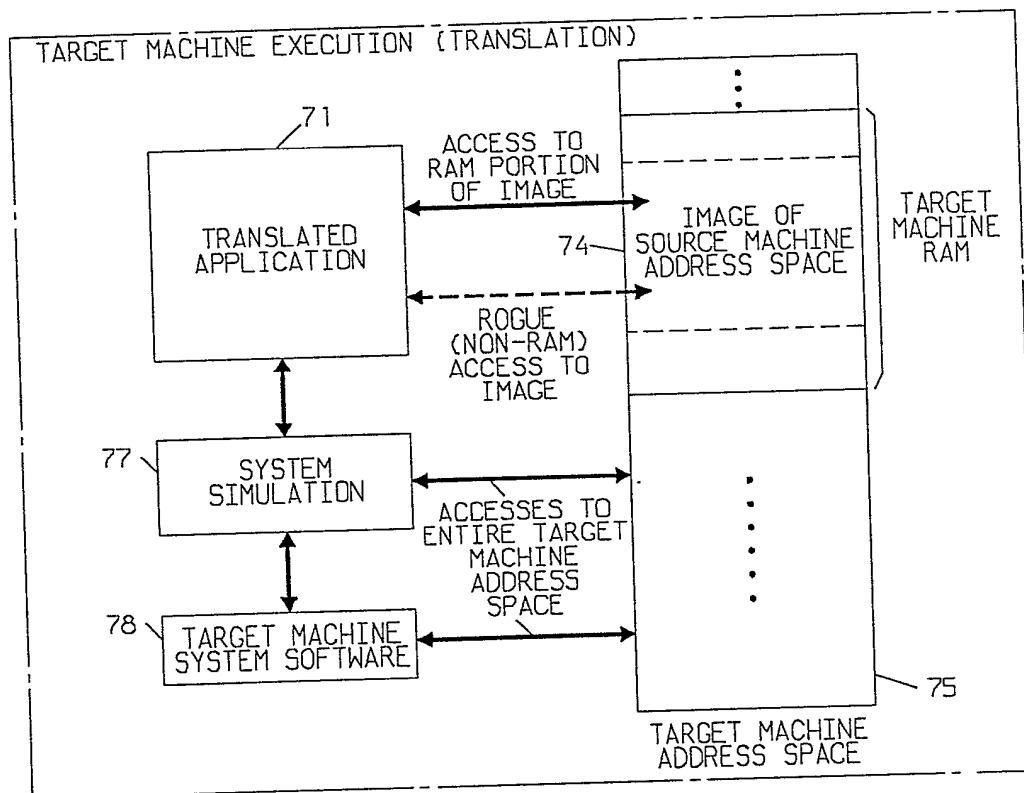 TARGET MACHINE EXECUTION (TRANSLATION)
71
ACCESS TO
RAM PORTION
OF IMAGE
TRANSLATED
APPLICATION
74
IMAGE OF
SOURCE MACHINE
ADDRESS SPACE
TARGET
MACHINE
RAM
ROGUE
(NON-RAM)
ACCESS TO
IMAGE
77
SYSTEM
SIMULATION
ACCESSES TO
ENTIRE TARGET
MACHINE
ADDRESS
SPACE
78
TARGET MACHINE
SYSTEM SOFTWARE
75
TARGET MACHINE
ADDRESS SPACE